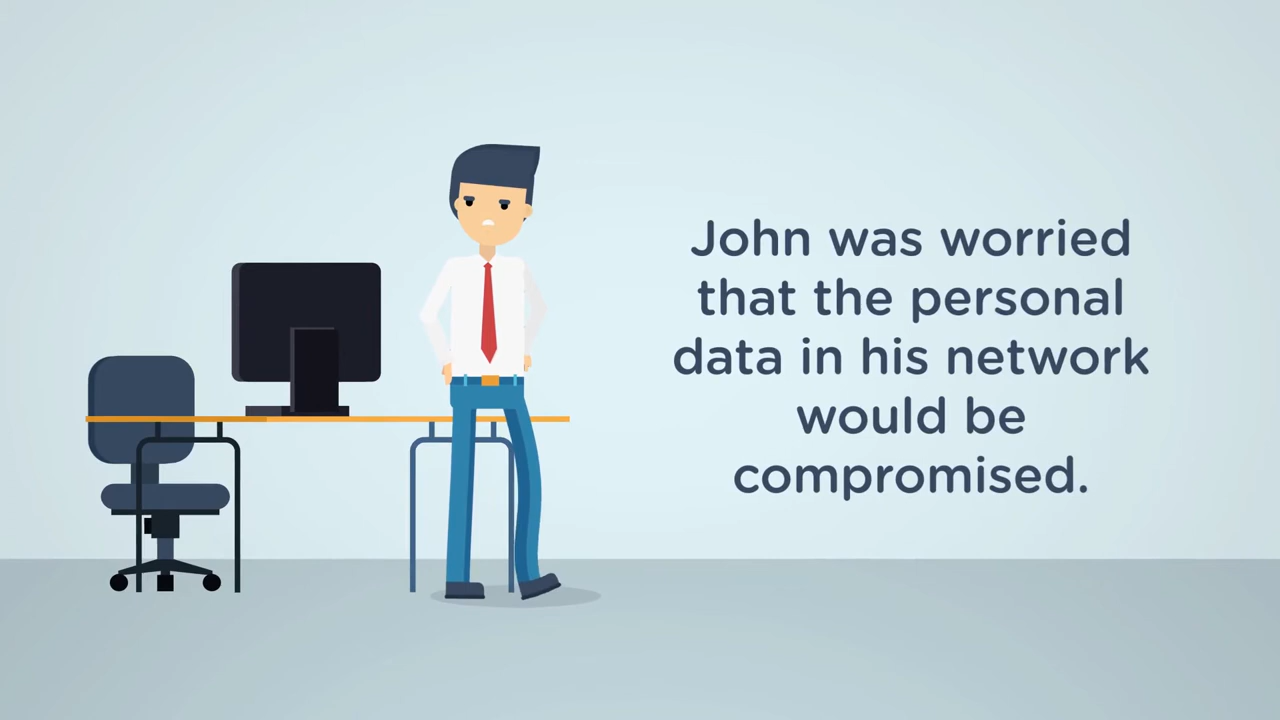 John was worried
that the personal
data in his network
would be
compromised.